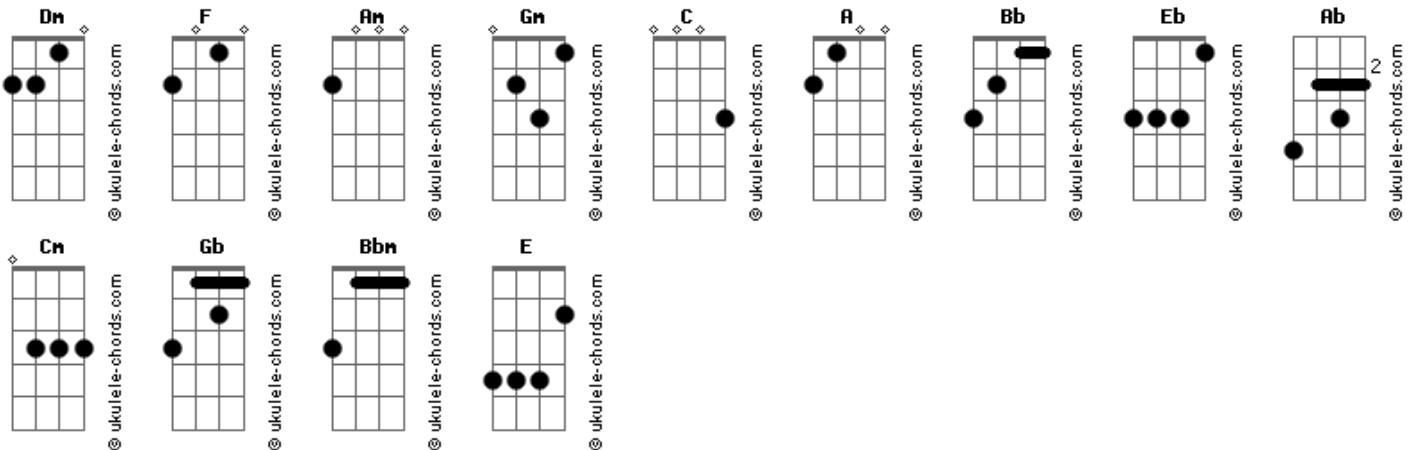 Dm F Am Gm C A Bb Eb Ab
2
© ukulele-chords.com © ukulele-chords.com © ukulele-chords.com © ukulele-chords.com © ukulele-chords.com © ukulele-chords.com © ukulele-chords.com © ukulele-chords.com © ukulele-chords.com
Cm Gb Bbm E
© ukulele-chords.com © ukulele-chords.com © ukulele-chords.com © ukulele-chords.com